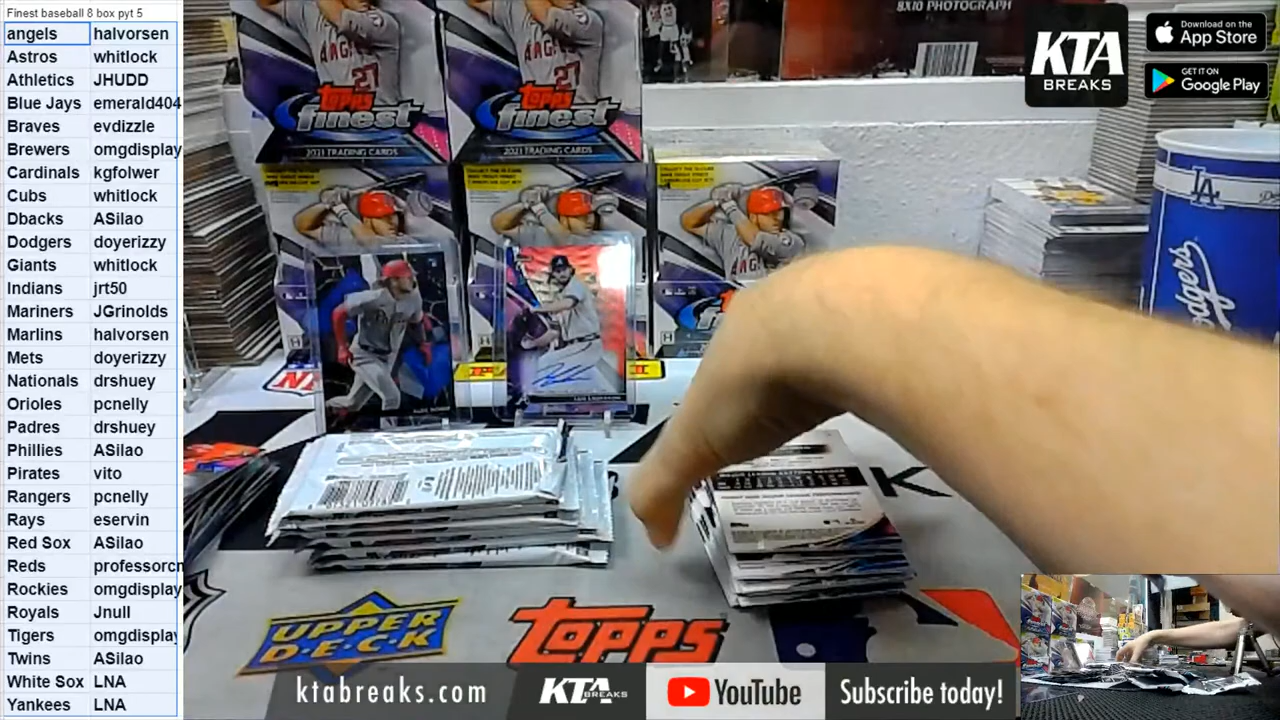 Finest baseball 8 box pyt 5
angels halvorsen
Astros whitlock
Athletics JHUDD
Blue Jays emerald404
Braves evdizzle
Brewers omgdisplay
Cardinals kgfolwer
Cubs whitlock
Dbacks ASilao
Dodgers doyerizzy
Giants whitlock
Indians jrt50
Mariners JGrinolds
Marlins halvorsen
Mets doyerizzy
Nationals drshuey
Orioles pcnelly
Padres drshuey
Phillies ASilao
Pirates vito
Rangers pcnelly
Rays eservin
Red Sox ASilao
Reds professorcn
Rockies omgdisplay
Royals Jnull
Tigers omgdisplay
Twins ASilao
White Sox LNA
Yankees LNA
8X10 PHOTOGRAPH
KTA
BREAKS
Download on the
App Store
GET IT ON
Google Play
27
27
TOPPS
finest
2021 TRADING CARDS
TOPPS
finest
2021 TRADING CARDS
LA
Dodgers
K
UPPER
DECK
TOPPS
ktabreaks.com
KTA
BREAKS
YouTube
Subscribe today!